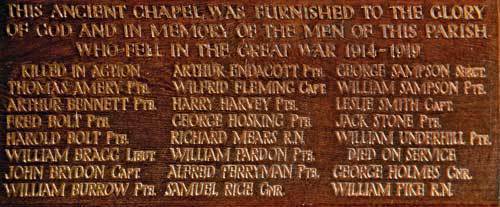 THIS ANCIENT CHAPEL WAS FURNISHED TO THE GLORY
OF GOD AND IN MEMORY OF THE MEN OF THIS PARISH
WHO FELL IN THE GREAT WAR 1914-1919
KILLED IN ACTION
THOMAS AMERY PTE.
ARTHUR BENNETT PTE.
FRED BOLT PTE.
HAROLD BOLT PTE.
WILLIAM BRAGG LIEUT.
JOHN BRYDON CAPT.
WILLIAM BURROW PTE.
ARTHUR ENDACOTT PTE.
WILFRID FLEMING CAPT.
HARRY HARVEY PTE.
GEORGE HOSKING PTE.
RICHARD MEARS R.N.
WILLIAM PARDON PTE.
ALFRED PERRYMAN PTE.
SAMUEL RICE GNR.
GEORGE SAMPSON SERGT.
WILLIAM SAMPSON PTE.
LESLIE SMITH CAPT.
JACK STONE PTE.
WILLIAM UNDERHILL PTE.
DIED ON SERVICE
GEORGE HOLMES GNR.
WILLIAM PIKE R.N.